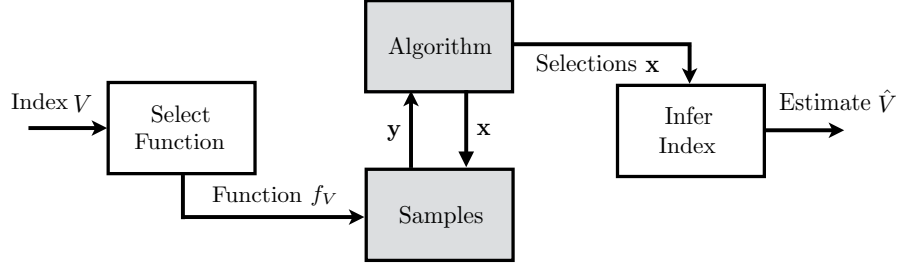 Index V
Select
Function
Function f_V
Algorithm
y
x
Samples
Selections x
Infer
Index
Estimate V̂